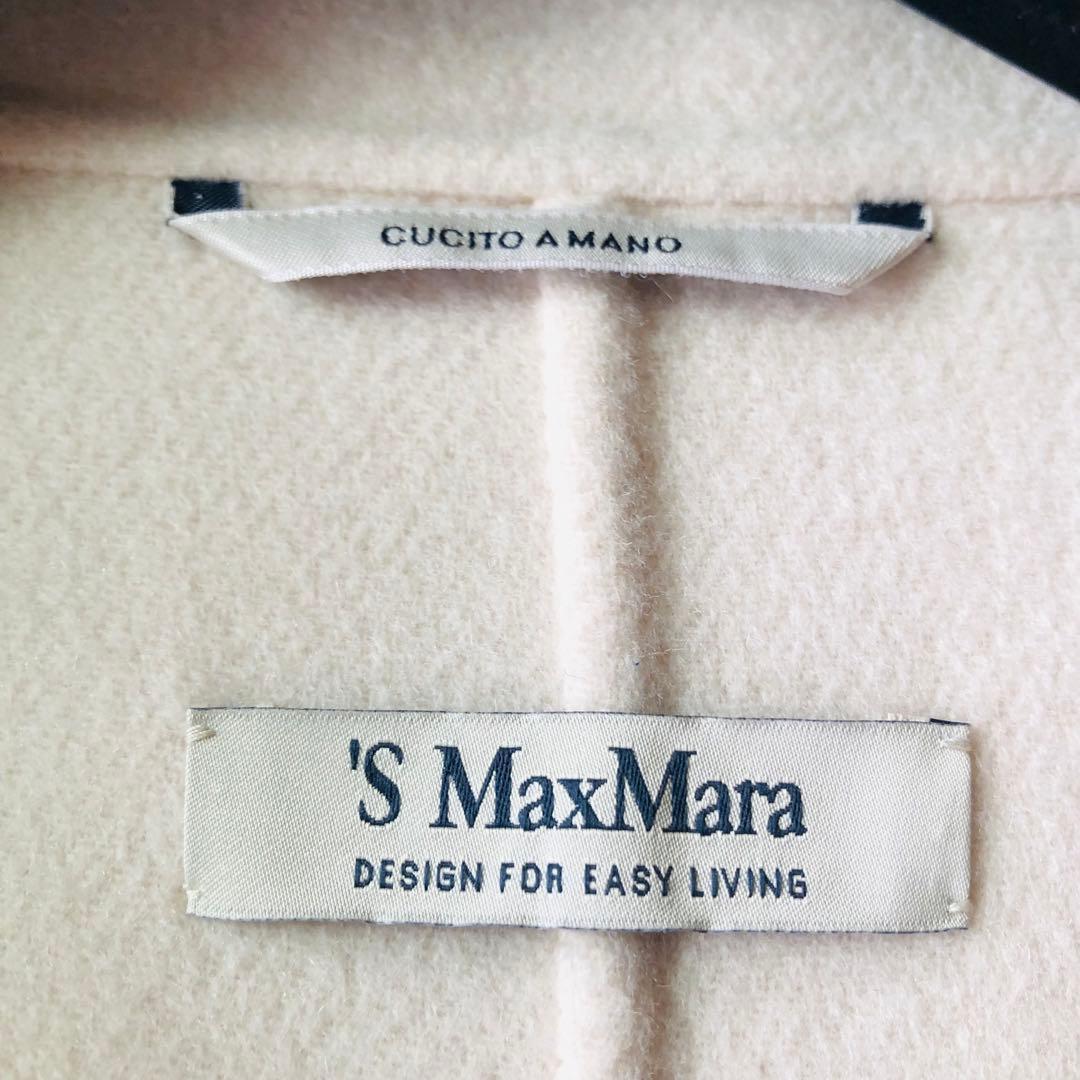 CUCITO A MANO
'S MaxMara
DESIGN FOR EASY LIVING